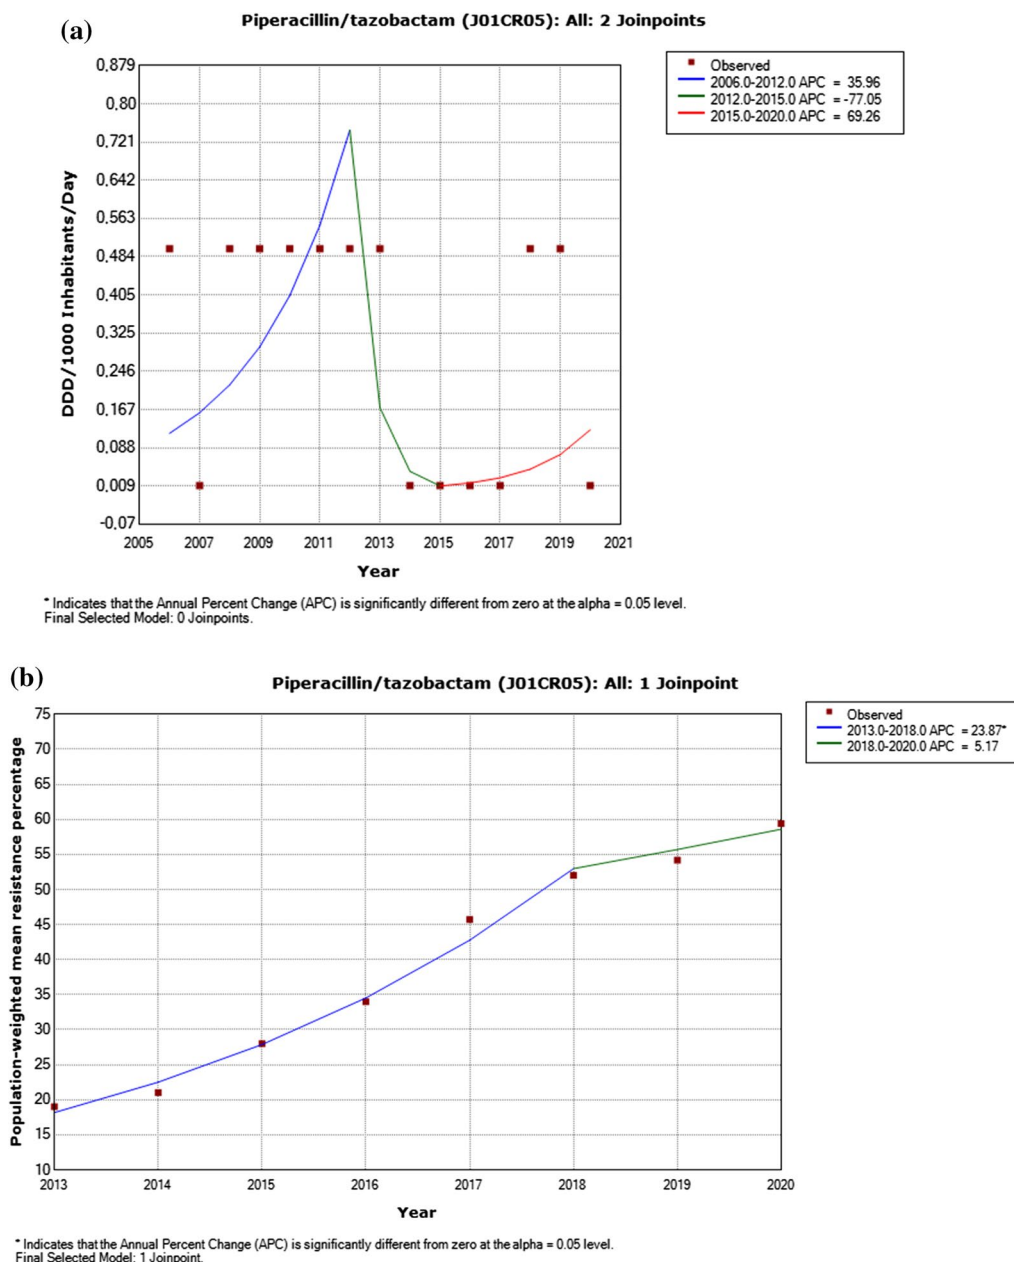 (a)
Piperacillin/tazobactam (J01CR05): All: 2 Joinpoints
Observed
2006.0-2012.0 APC = 35.96
2012.0-2015.0 APC = -77.05
2015.0-2020.0 APC = 69.26
DDD/1000 Inhabitants/Day
0,879
0,80
0,721
0,642
0,563
0,484
0,405
0,325
0,246
0,167
0,088
0,009
-0,07
2005 2007 2009 2011 2013 2015 2017 2019 2021
Year
* Indicates that the Annual Percent Change (APC) is significantly different from zero at the alpha = 0.05 level.
Final Selected Model: 0 Joinpoints.
(b)
Piperacillin/tazobactam (J01CR05): All: 1 Joinpoint
Observed
2013.0-2018.0 APC = 23.87*
2018.0-2020.0 APC = 5.17
Population-weighted mean resistance percentage
75
70
65
60
55
50
45
40
35
30
25
20
15
10
2013 2014 2015 2016 2017 2018 2019 2020
Year
* Indicates that the Annual Percent Change (APC) is significantly different from zero at the alpha = 0.05 level.
Final Selected Model: 1 Joinpoint.